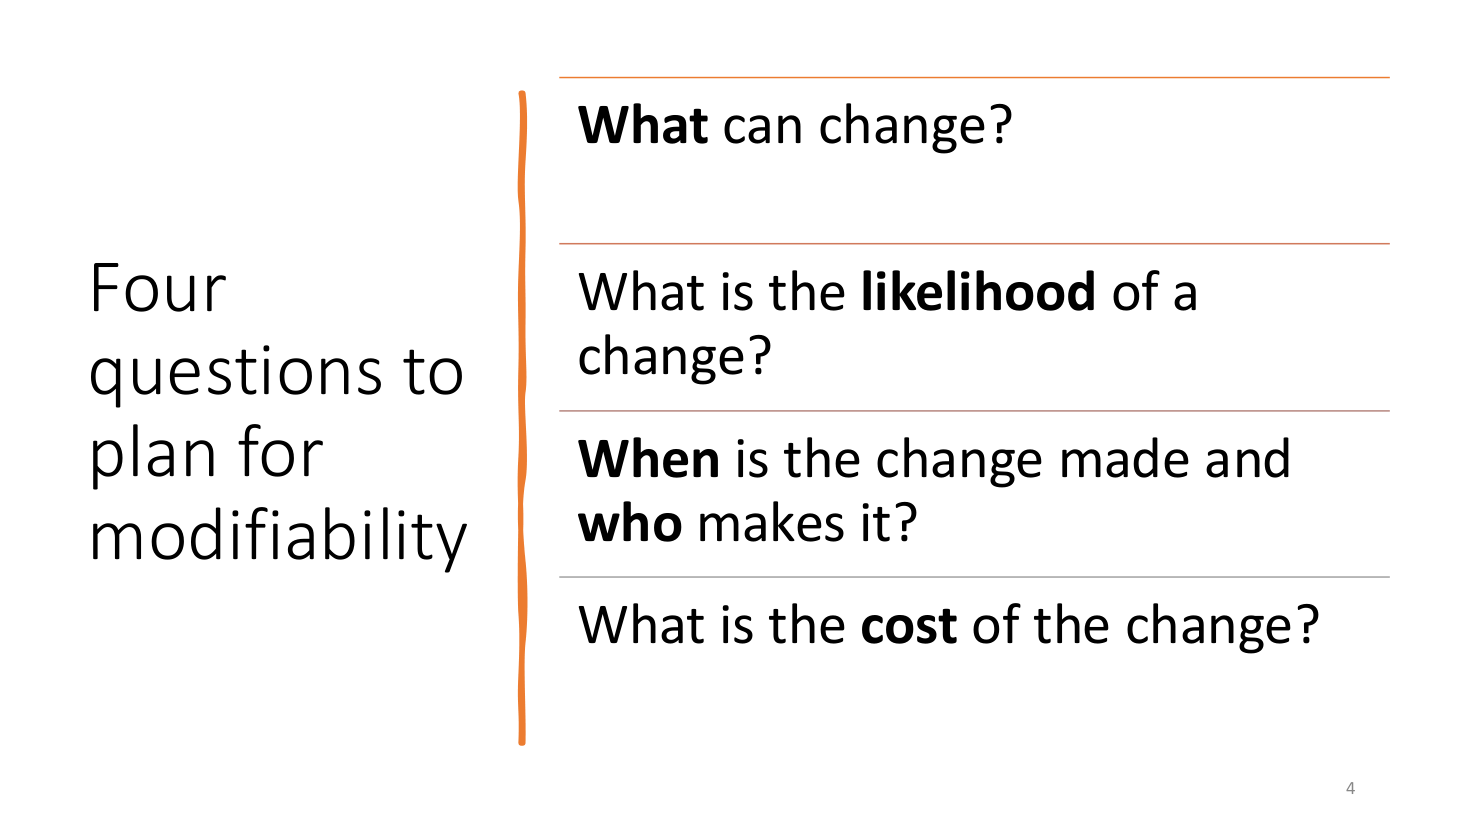 Four
questions to
plan for
modifiability
What can change?
What is the likelihood of a
change?
When is the change made and
who makes it?
What is the cost of the change?
4